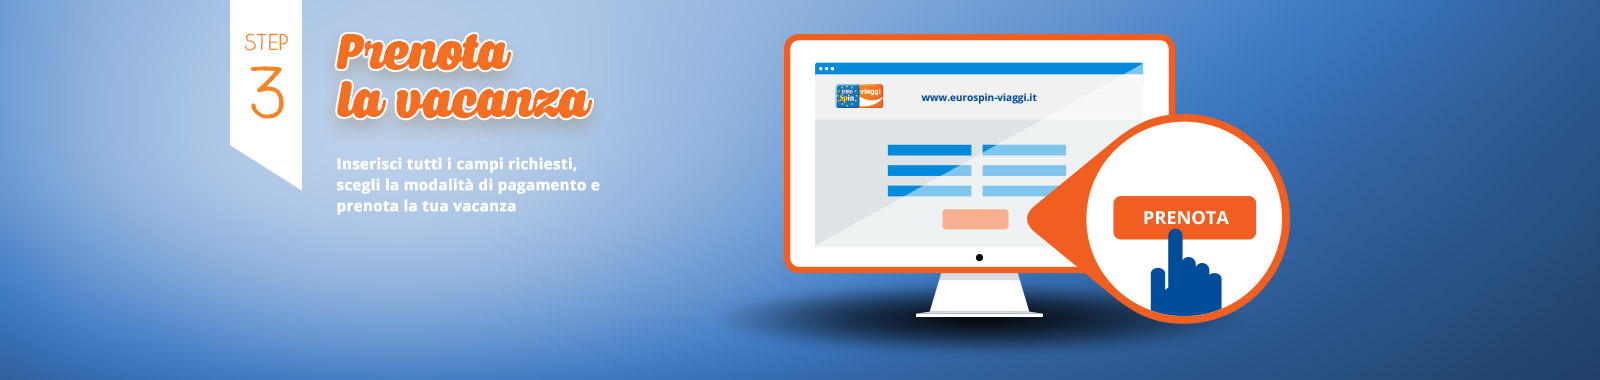 STEP
3
Prenota
la vacanza
Inserisci tutti i campi richiesti,
scegli la modalità di pagamento e
prenota la tua vacanza
EURO
Spin
viaggi
www.eurospin-viaggi.it
PRENOTA